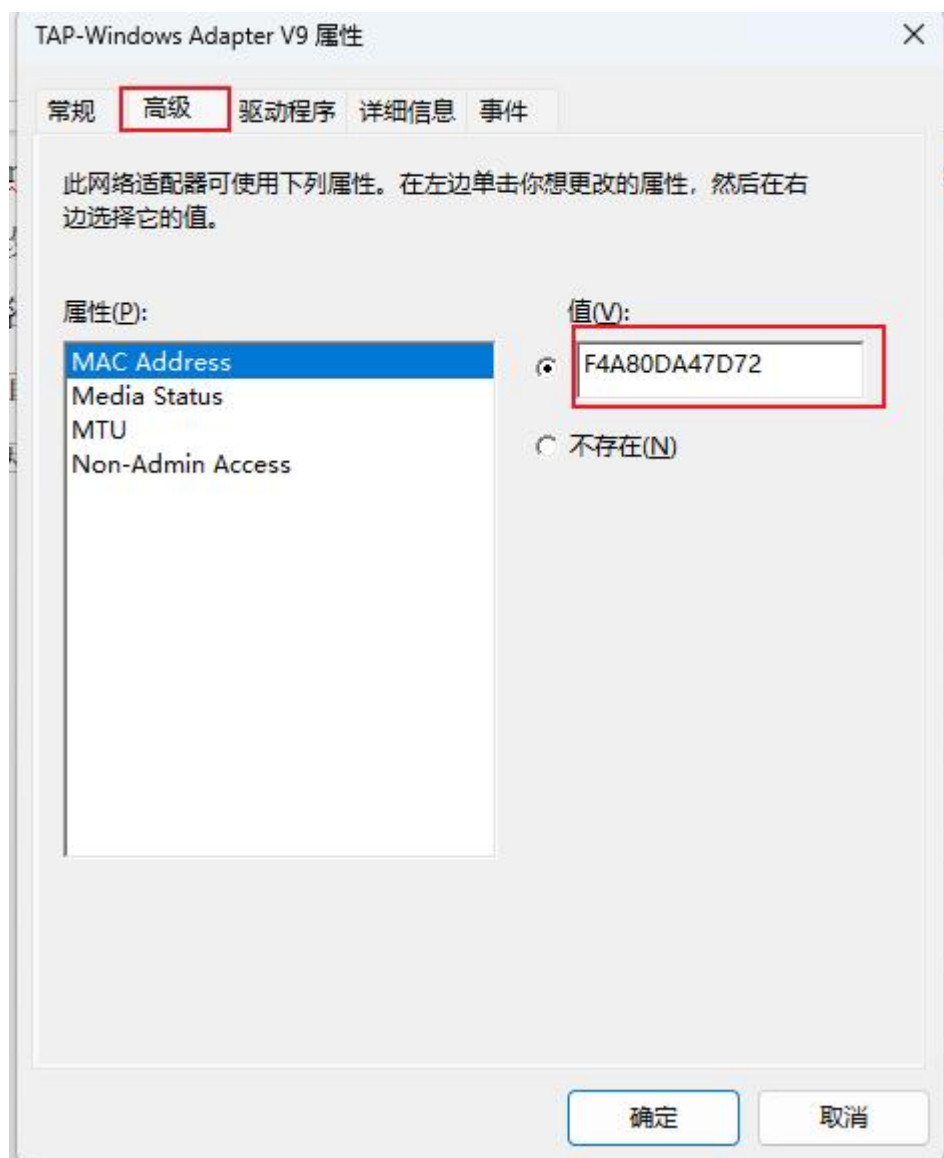 TAP-Windows Adapter V9 属性
常规 高级 驱动程序 详细信息 事件
此网络适配器可使用下列属性。在左边单击你想更改的属性，然后在右
边选择它的值。
属性(P):
值(V):
MAC Address
Media Status
MTU
Non-Admin Access
F4A80DA47D72
不存在(N)
确定 取消